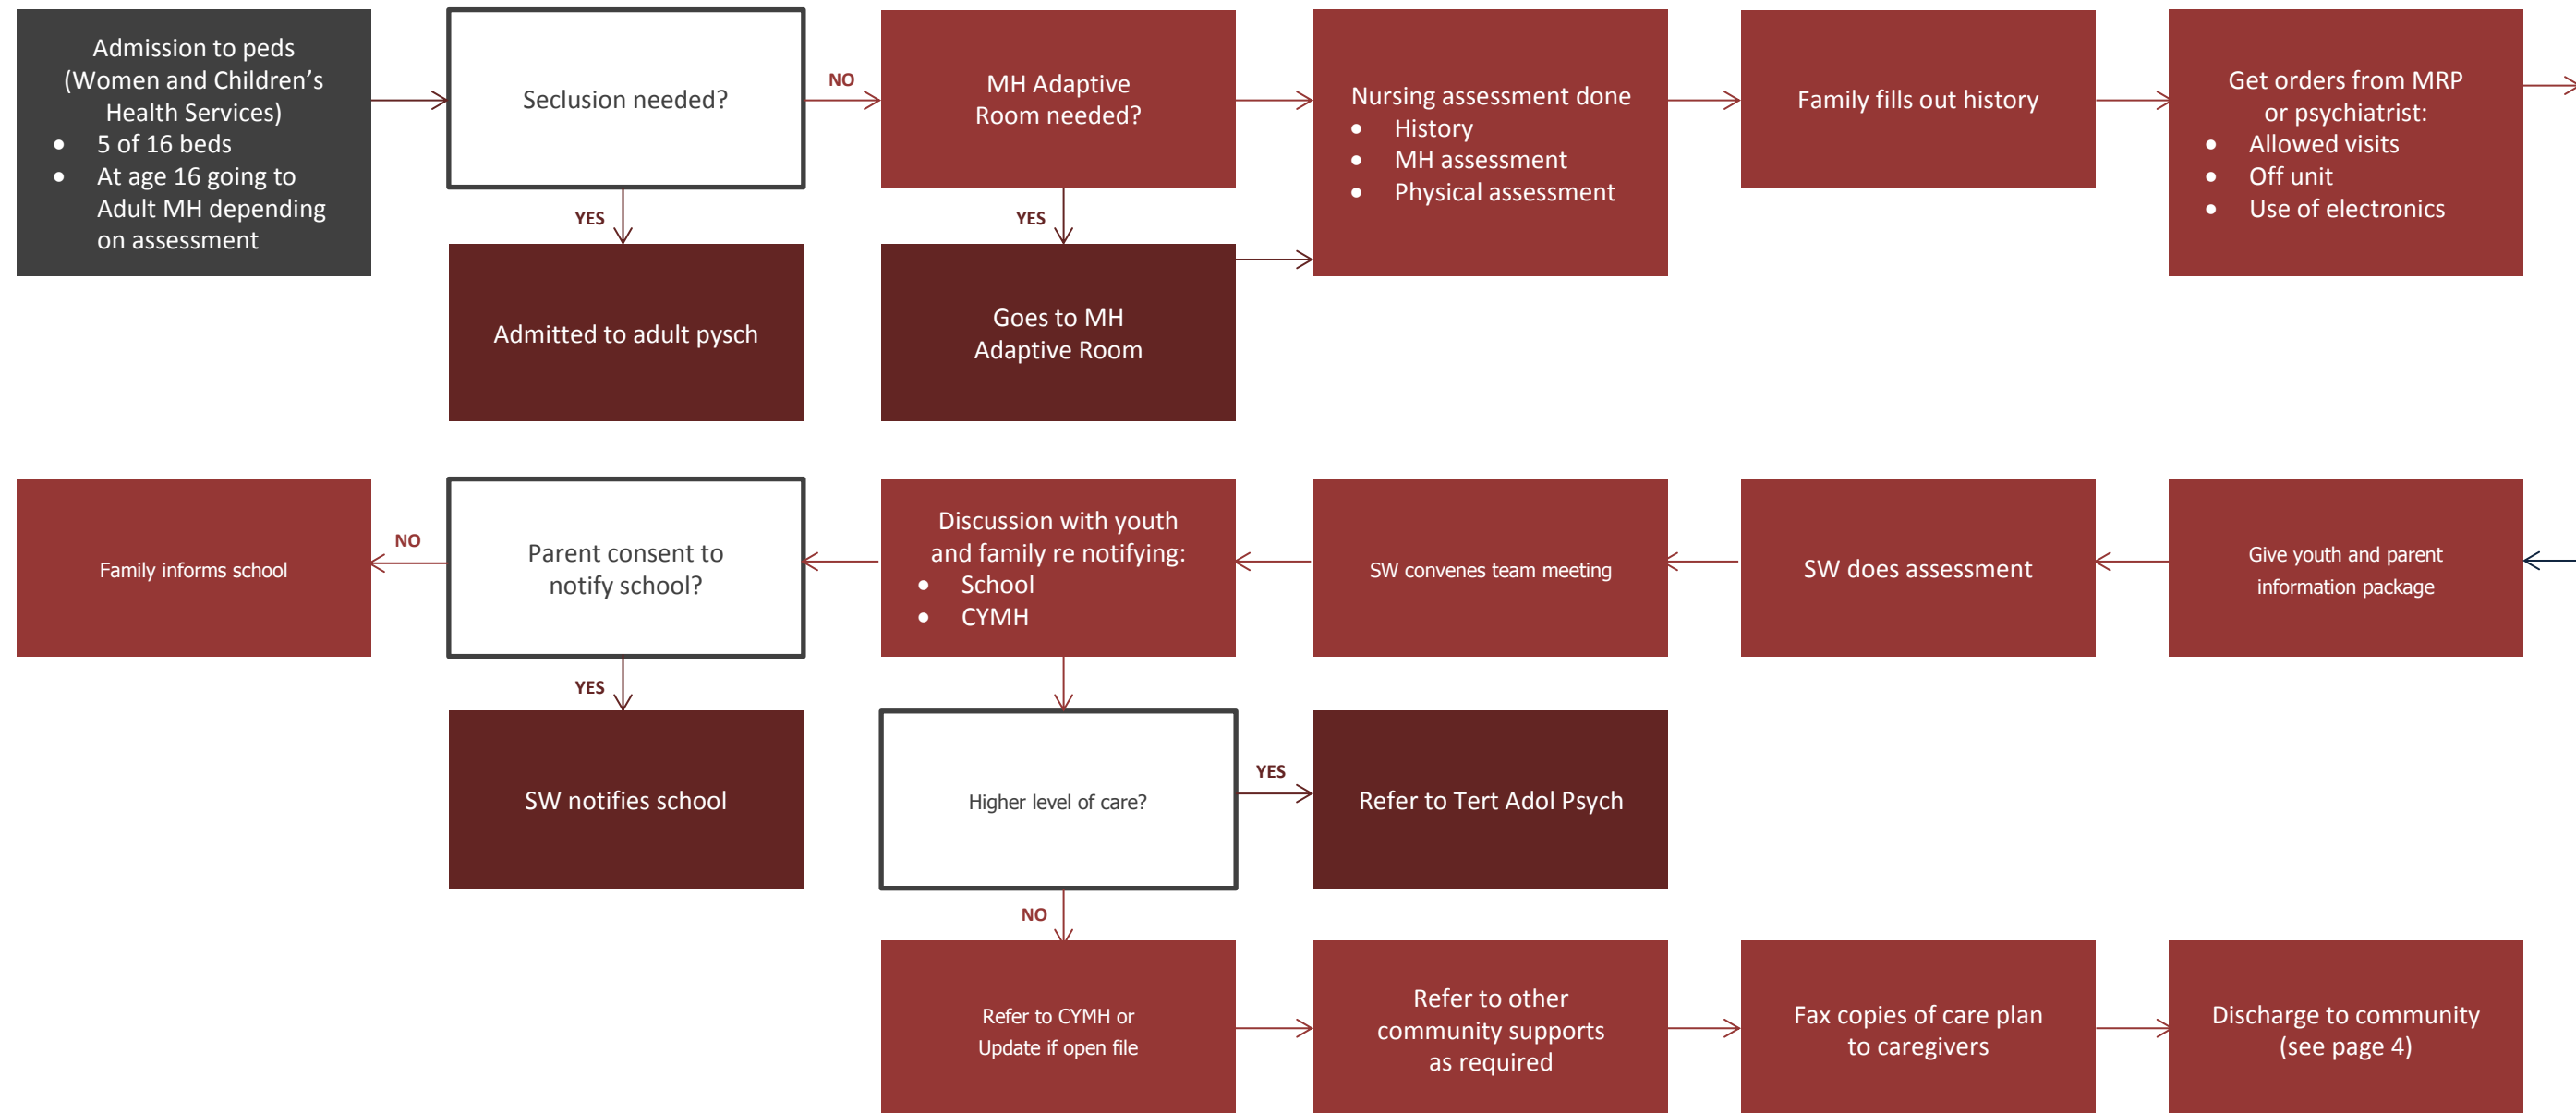 Admission to peds
(Women and Children’s
Health Services)
• 5 of 16 beds
• At age 16 going to
Adult MH depending
on assessment
Seclusion needed?
NO
YES
Admitted to adult pysch
MH Adaptive
Room needed?
YES
Goes to MH
Adaptive Room
Nursing assessment done
• History
• MH assessment
• Physical assessment
Family fills out history
Get orders from MRP
or psychiatrist:
• Allowed visits
• Off unit
• Use of electronics
Give youth and parent
information package
SW does assessment
SW convenes team meeting
Discussion with youth
and family re notifying:
• School
• CYMH
Parent consent to
notify school?
NO
Family informs school
YES
SW notifies school
Higher level of care?
YES
Refer to Tert Adol Psych
NO
Refer to CYMH or
Update if open file
Refer to other
community supports
as required
Fax copies of care plan
to caregivers
Discharge to community
(see page 4)